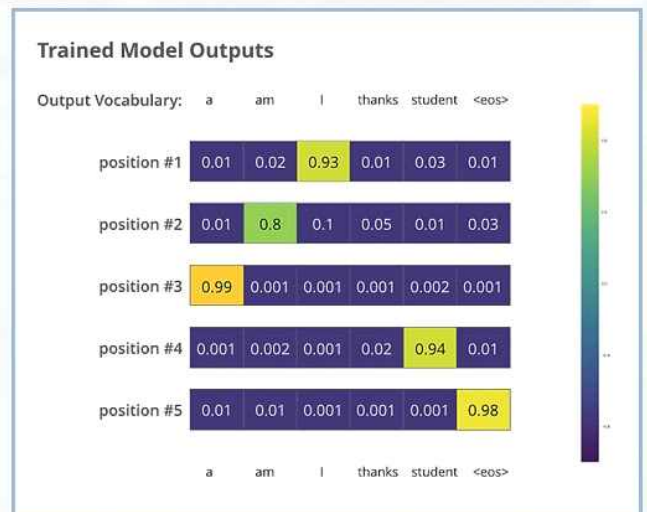 Trained Model Outputs
Output Vocabulary: a am I thanks student <eos>
position #1 0.01 0.02 0.93 0.01 0.03 0.01
position #2 0.01 0.8 0.1 0.05 0.01 0.03
position #3 0.99 0.001 0.001 0.001 0.002 0.001
position #4 0.001 0.002 0.001 0.02 0.94 0.01
position #5 0.01 0.01 0.001 0.001 0.001 0.98
a am I thanks student <eos>